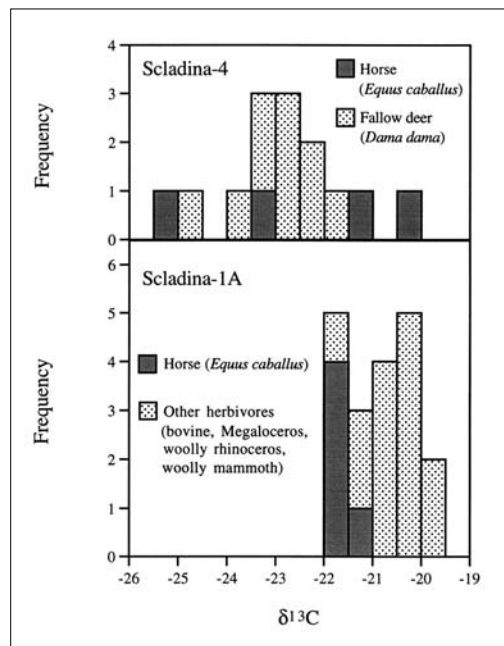 Scladina-4
Horse
(Equus caballus)
Fallow deer
(Dama dama)
Frequency
4
3
2
1
0
Scladina-1A
Horse (Equus caballus)
Other herbivores
(bovine, Megaloceros,
woolly rhinoceros,
woolly mammoth)
Frequency
6
5
4
3
2
1
0
-26 -25 -24 -23 -22 -21 -20 -19
δ13C